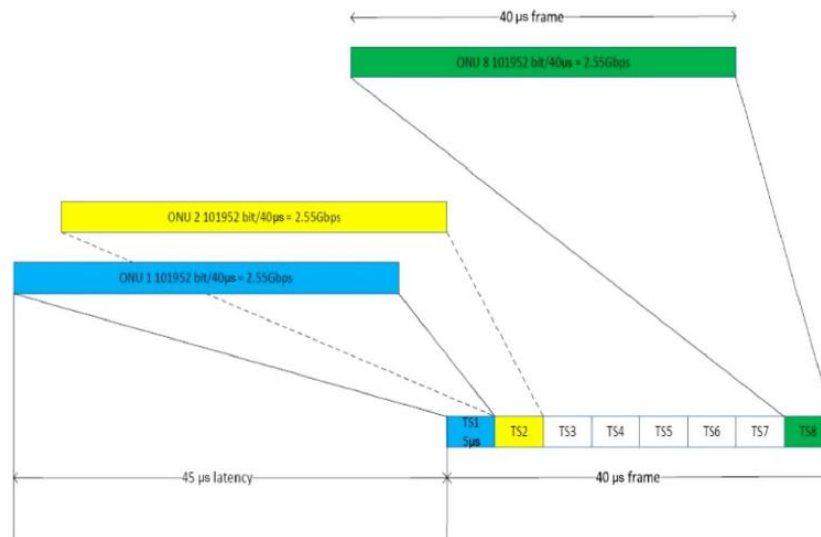 40 µs frame
ONU 8 101952 bit/40µs = 2.55Gbps
ONU 2 101952 bit/40µs = 2.55Gbps
ONU 1 101952 bit/40µs = 2.55Gbps
TS1
5µs
TS2
TS3
TS4
TS5
TS6
TS7
TS8
45 µs latency
40 µs frame